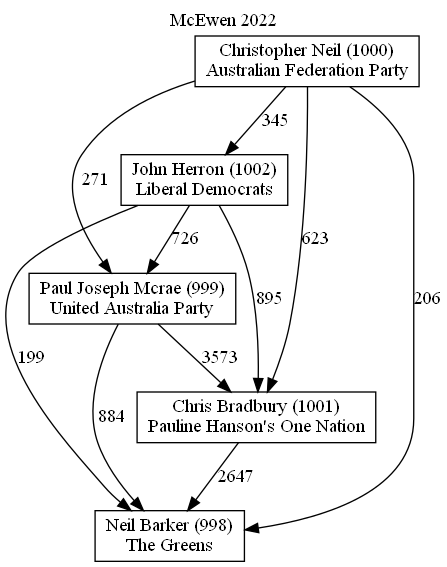 McEwen 2022
Christopher Neil (1000)
Australian Federation Party
345
John Herron (1002)
Liberal Democrats
271
726
623
206
Paul Joseph Mcrae (999)
United Australia Party
895
199
3573
884
Chris Bradbury (1001)
Pauline Hanson's One Nation
2647
Neil Barker (998)
The Greens